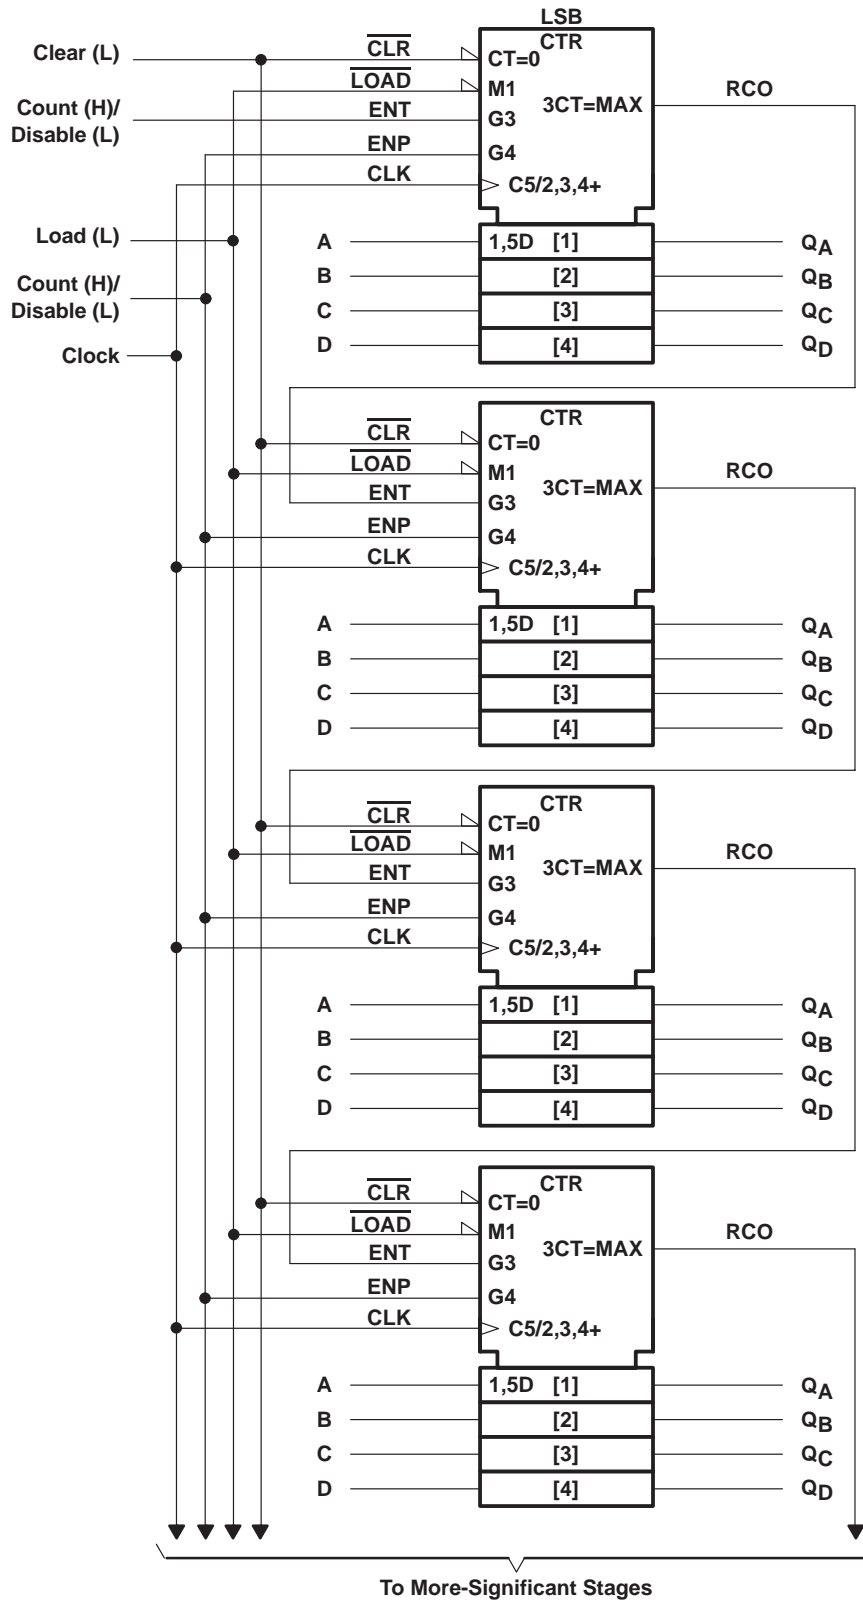 LSB
CTR
Clear (L)
CLR
CT=0
LOAD
M1
3CT=MAX
RCO
Count (H)/
Disable (L)
ENT
G3
ENP
G4
CLK
C5/2,3,4+
Load (L)
A
1,5D [1]
QA
Count (H)/
Disable (L)
B
[2]
QB
C
[3]
QC
Clock
D
[4]
QD
CTR
CLR
CT=0
LOAD
M1
3CT=MAX
RCO
ENT
G3
ENP
G4
CLK
C5/2,3,4+
A
1,5D [1]
QA
B
[2]
QB
C
[3]
QC
D
[4]
QD
CTR
CLR
CT=0
LOAD
M1
3CT=MAX
RCO
ENT
G3
ENP
G4
CLK
C5/2,3,4+
A
1,5D [1]
QA
B
[2]
QB
C
[3]
QC
D
[4]
QD
CTR
CLR
CT=0
LOAD
M1
3CT=MAX
RCO
ENT
G3
ENP
G4
CLK
C5/2,3,4+
A
1,5D [1]
QA
B
[2]
QB
C
[3]
QC
D
[4]
QD
To More-Significant Stages